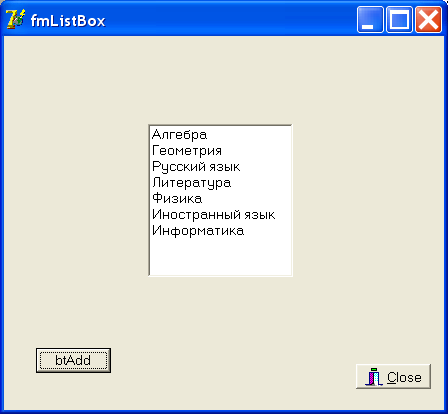 fmListBox
Алгебра
Геометрия
Русский язык
Литература
Физика
Иностранный язык
Информатика
btAdd
Close